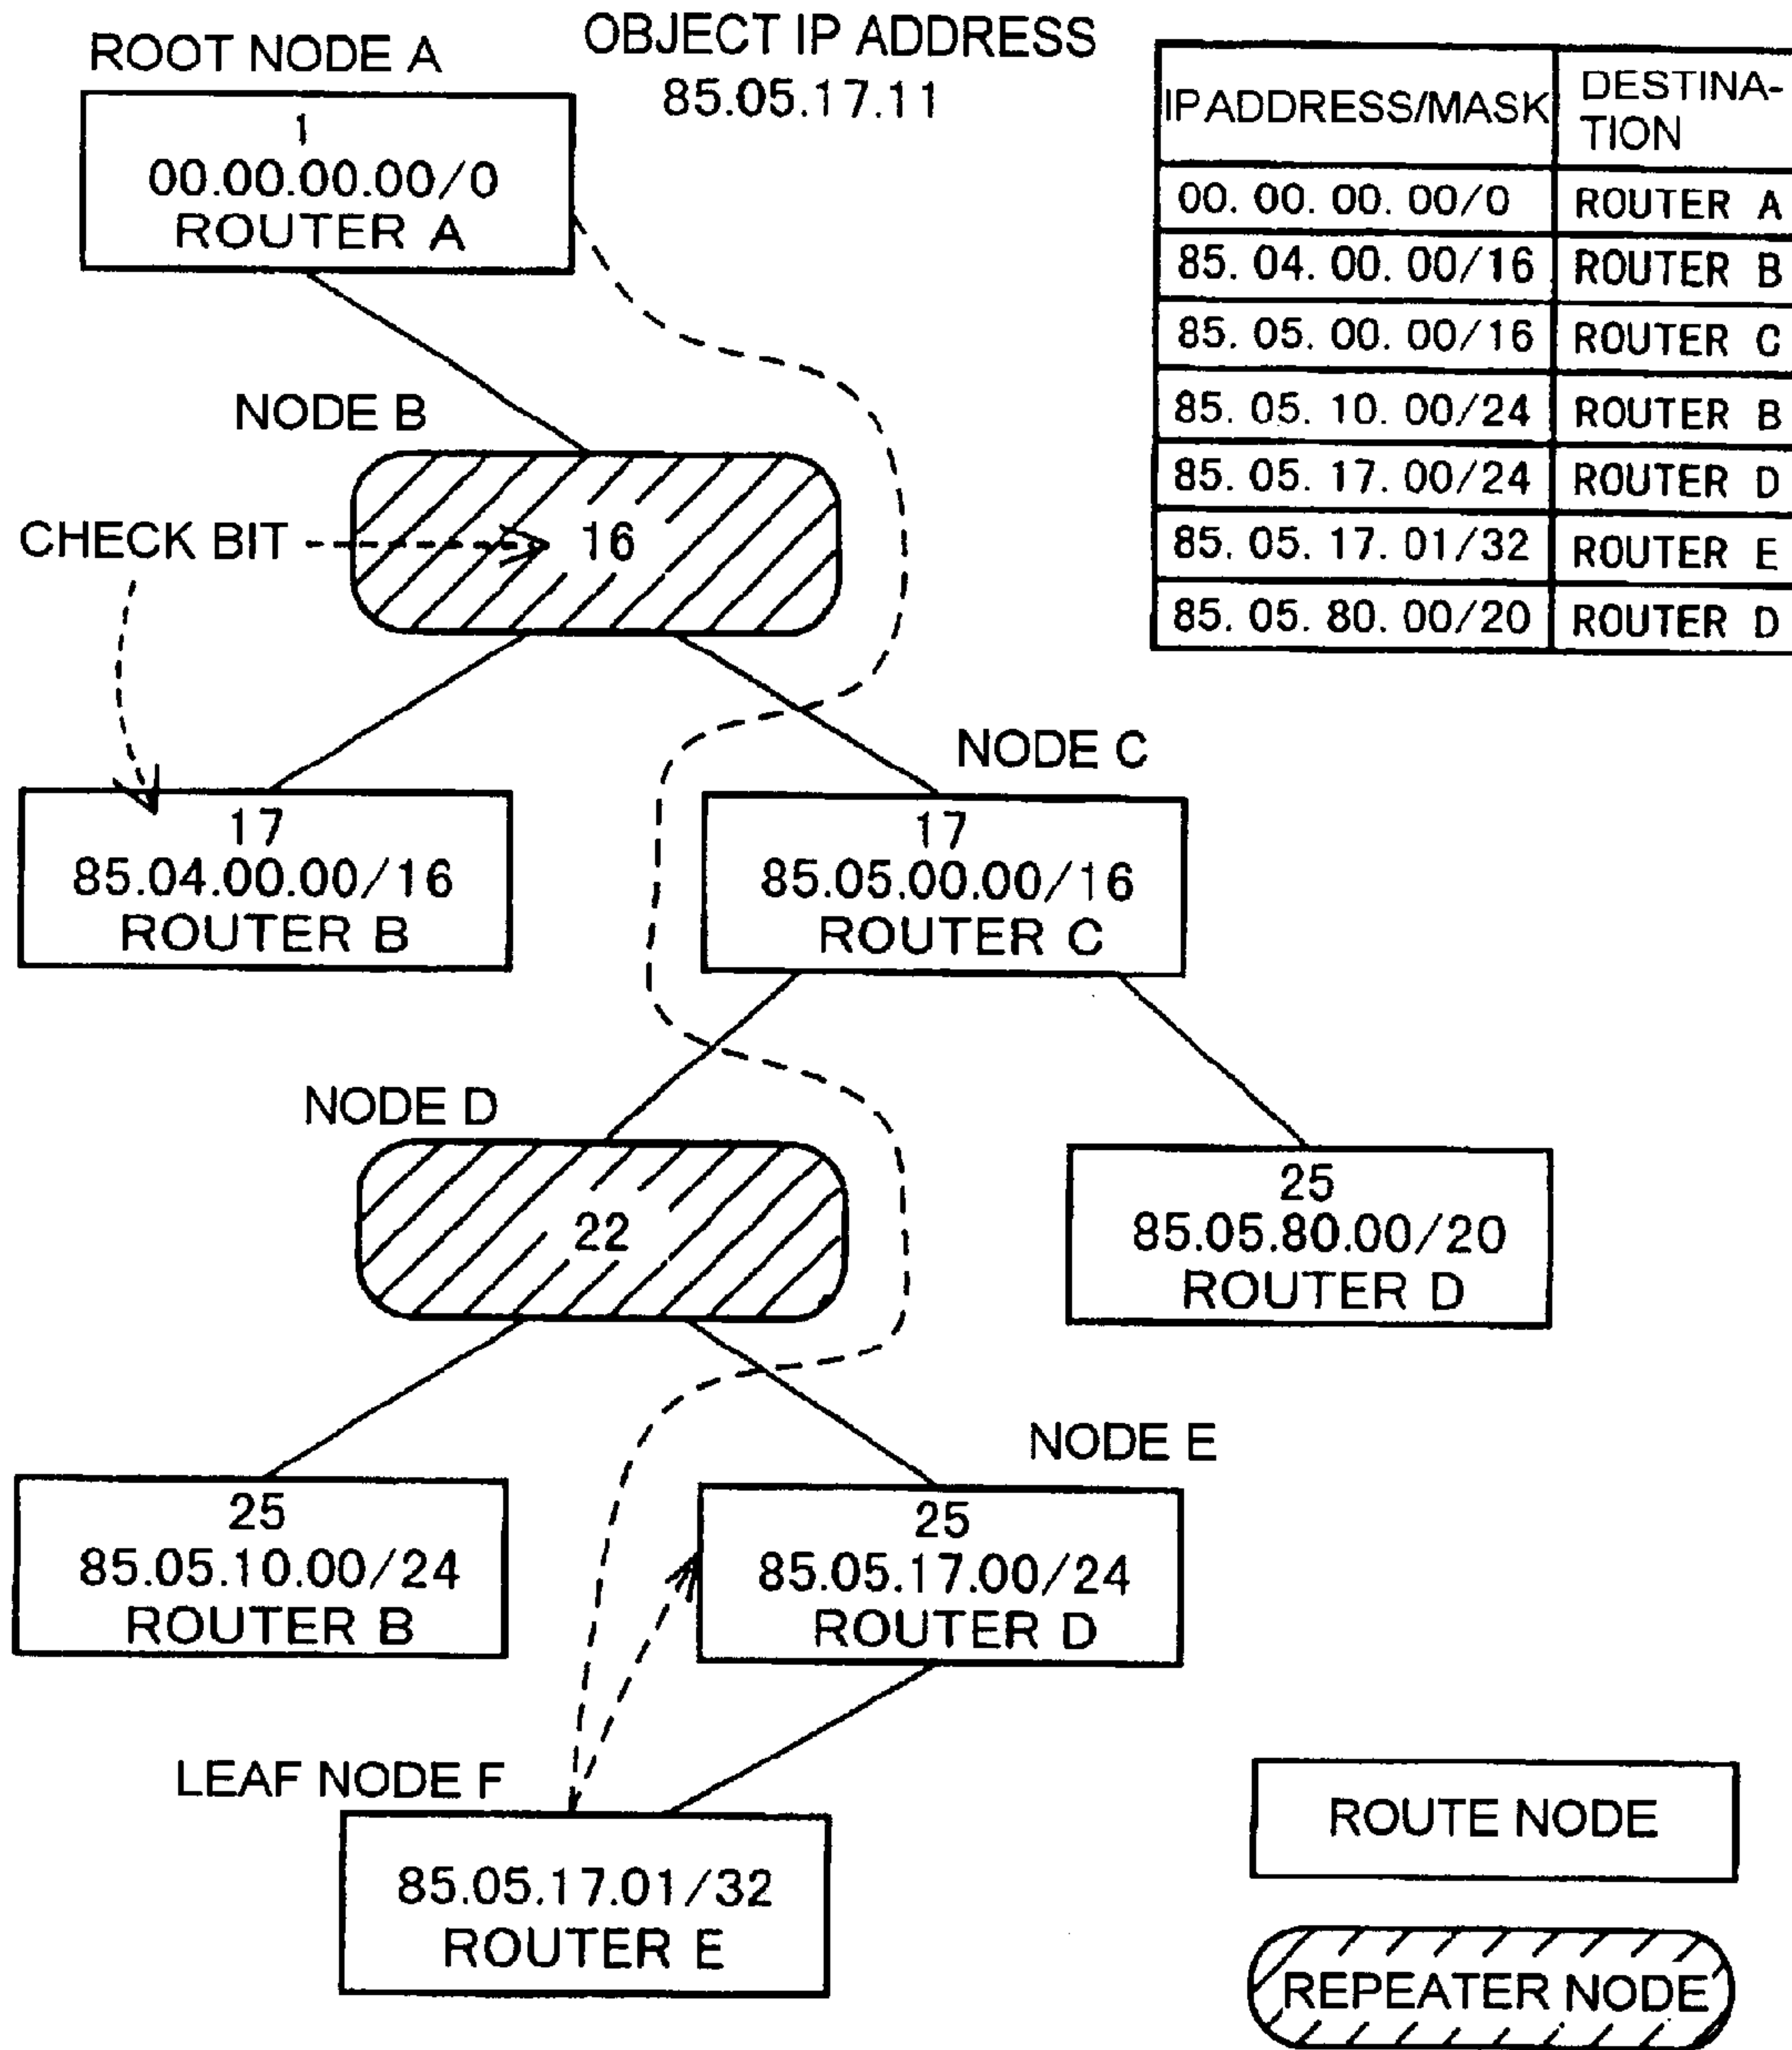 ROOT NODE A
OBJECT IP ADDRESS
85.05.17.11
1
00.00.00.00/0
ROUTER A
IP ADDRESS/MASK
DESTINA-
TION
00.00.00.00/0 ROUTER A
85.04.00.00/16 ROUTER B
85.05.00.00/16 ROUTER C
85.05.10.00/24 ROUTER B
85.05.17.00/24 ROUTER D
85.05.17.01/32 ROUTER E
85.05.80.00/20 ROUTER D
NODE B
CHECK BIT
16
NODE C
17
85.04.00.00/16
ROUTER B
17
85.05.00.00/16
ROUTER C
NODE D
22
25
85.05.80.00/20
ROUTER D
NODE E
25
85.05.10.00/24
ROUTER B
25
85.05.17.00/24
ROUTER D
LEAF NODE F
85.05.17.01/32
ROUTER E
ROUTE NODE
REPEATER NODE